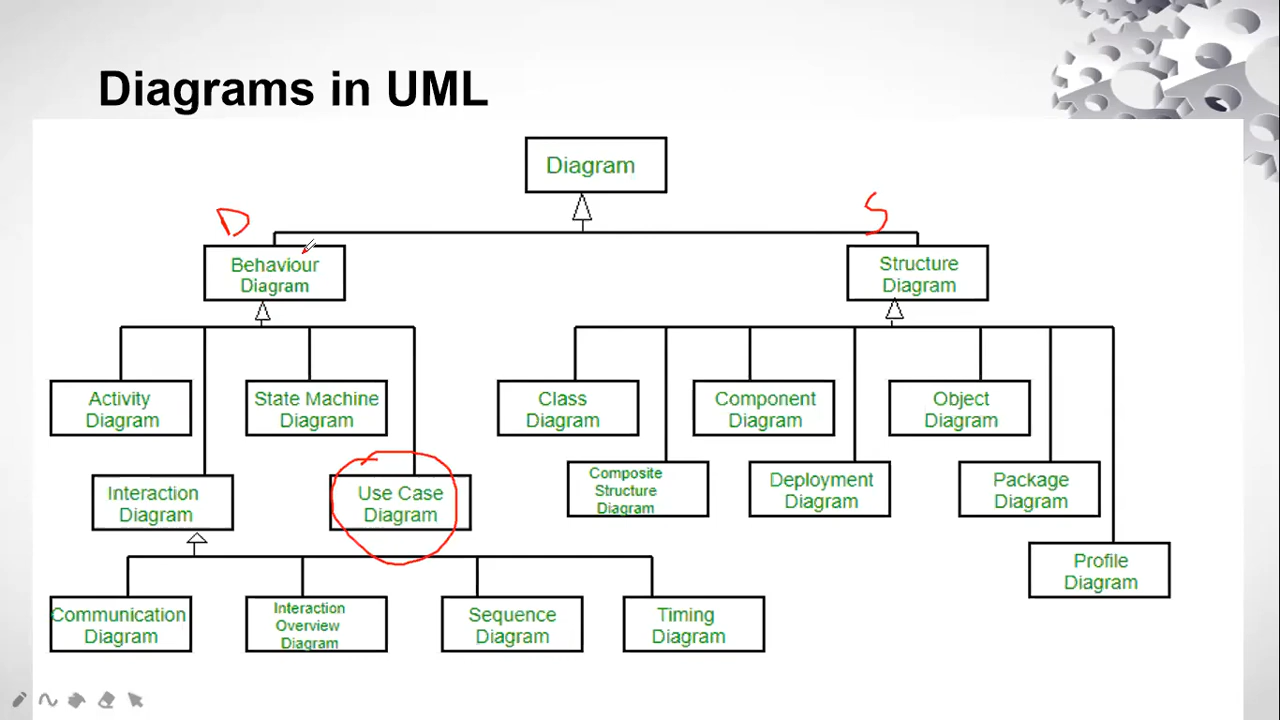 Diagrams in UML
Diagram
D
S
Behaviour
Diagram
Structure
Diagram
Activity
Diagram
State Machine
Diagram
Class
Diagram
Component
Diagram
Object
Diagram
Interaction
Diagram
Use Case
Diagram
Composite
Structure
Diagram
Deployment
Diagram
Package
Diagram
Profile
Diagram
Communication
Diagram
Interaction
Overview
Diagram
Sequence
Diagram
Timing
Diagram